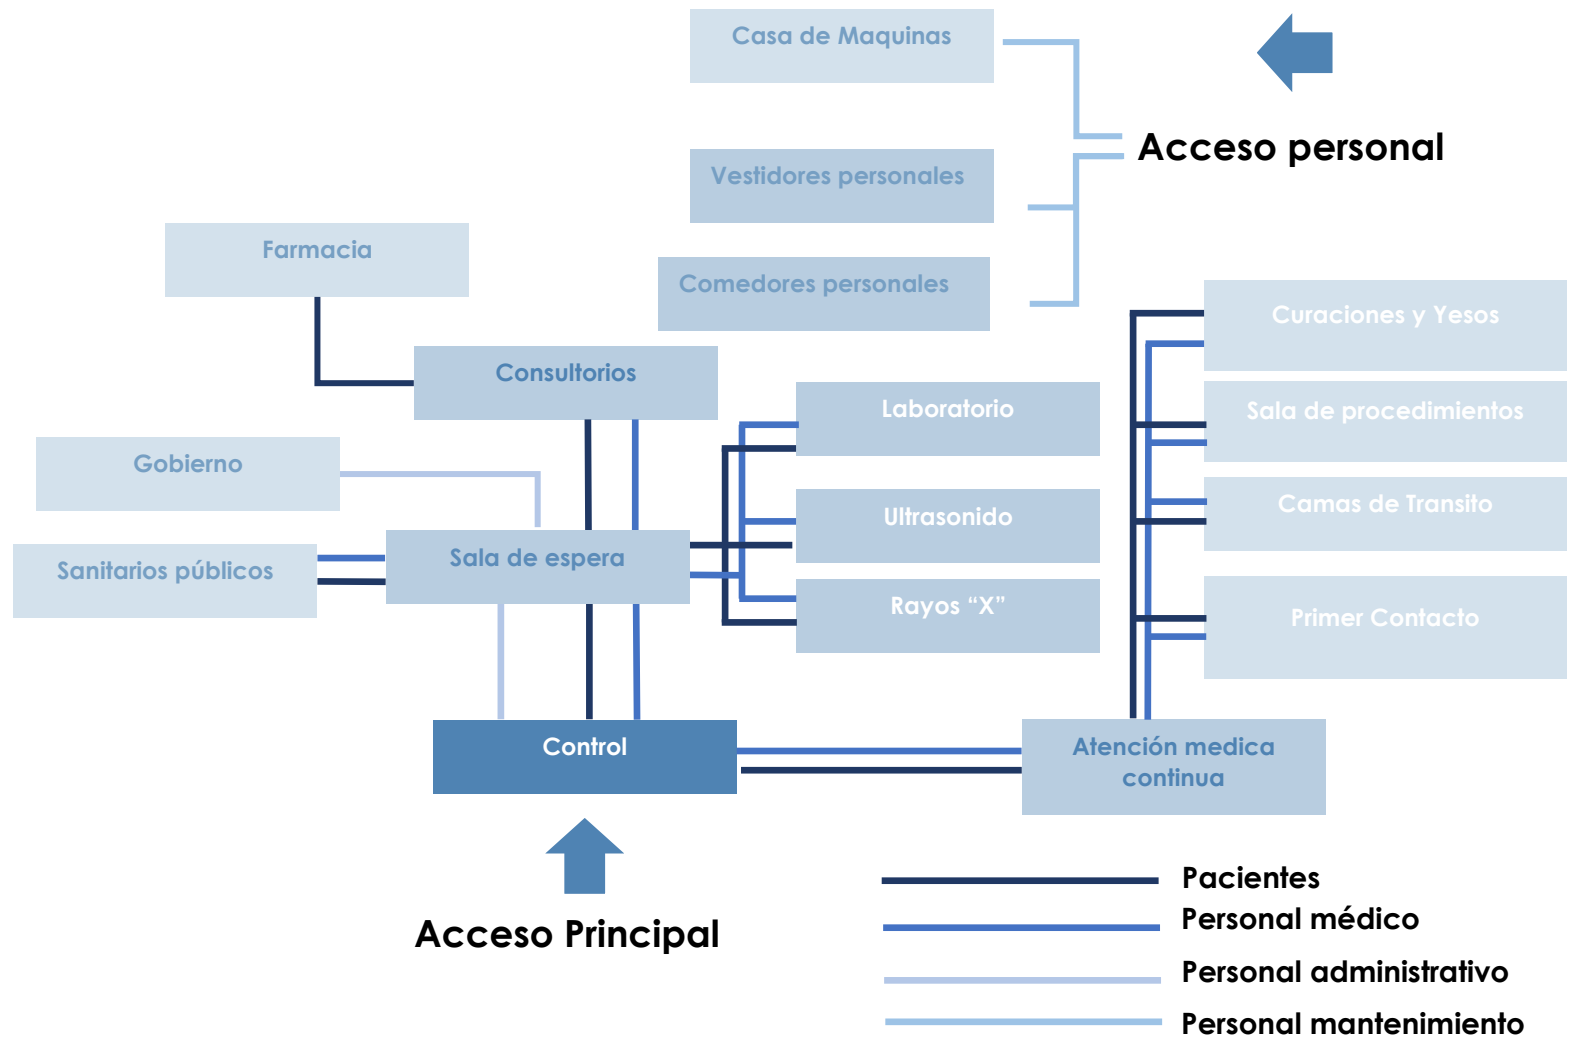 Casa de Maquinas
Acceso personal
Vestidores personales
Farmacia
Comedores personales
Curaciones y Yesos
Consultorios
Laboratorio
Sala de procedimientos
Gobierno
Ultrasonido
Camas de Transito
Sanitarios públicos
Sala de espera
Rayos “X”
Primer Contacto
Control
Atención medica
continua
Acceso Principal
Pacientes
Personal médico
Personal administrativo
Personal mantenimiento